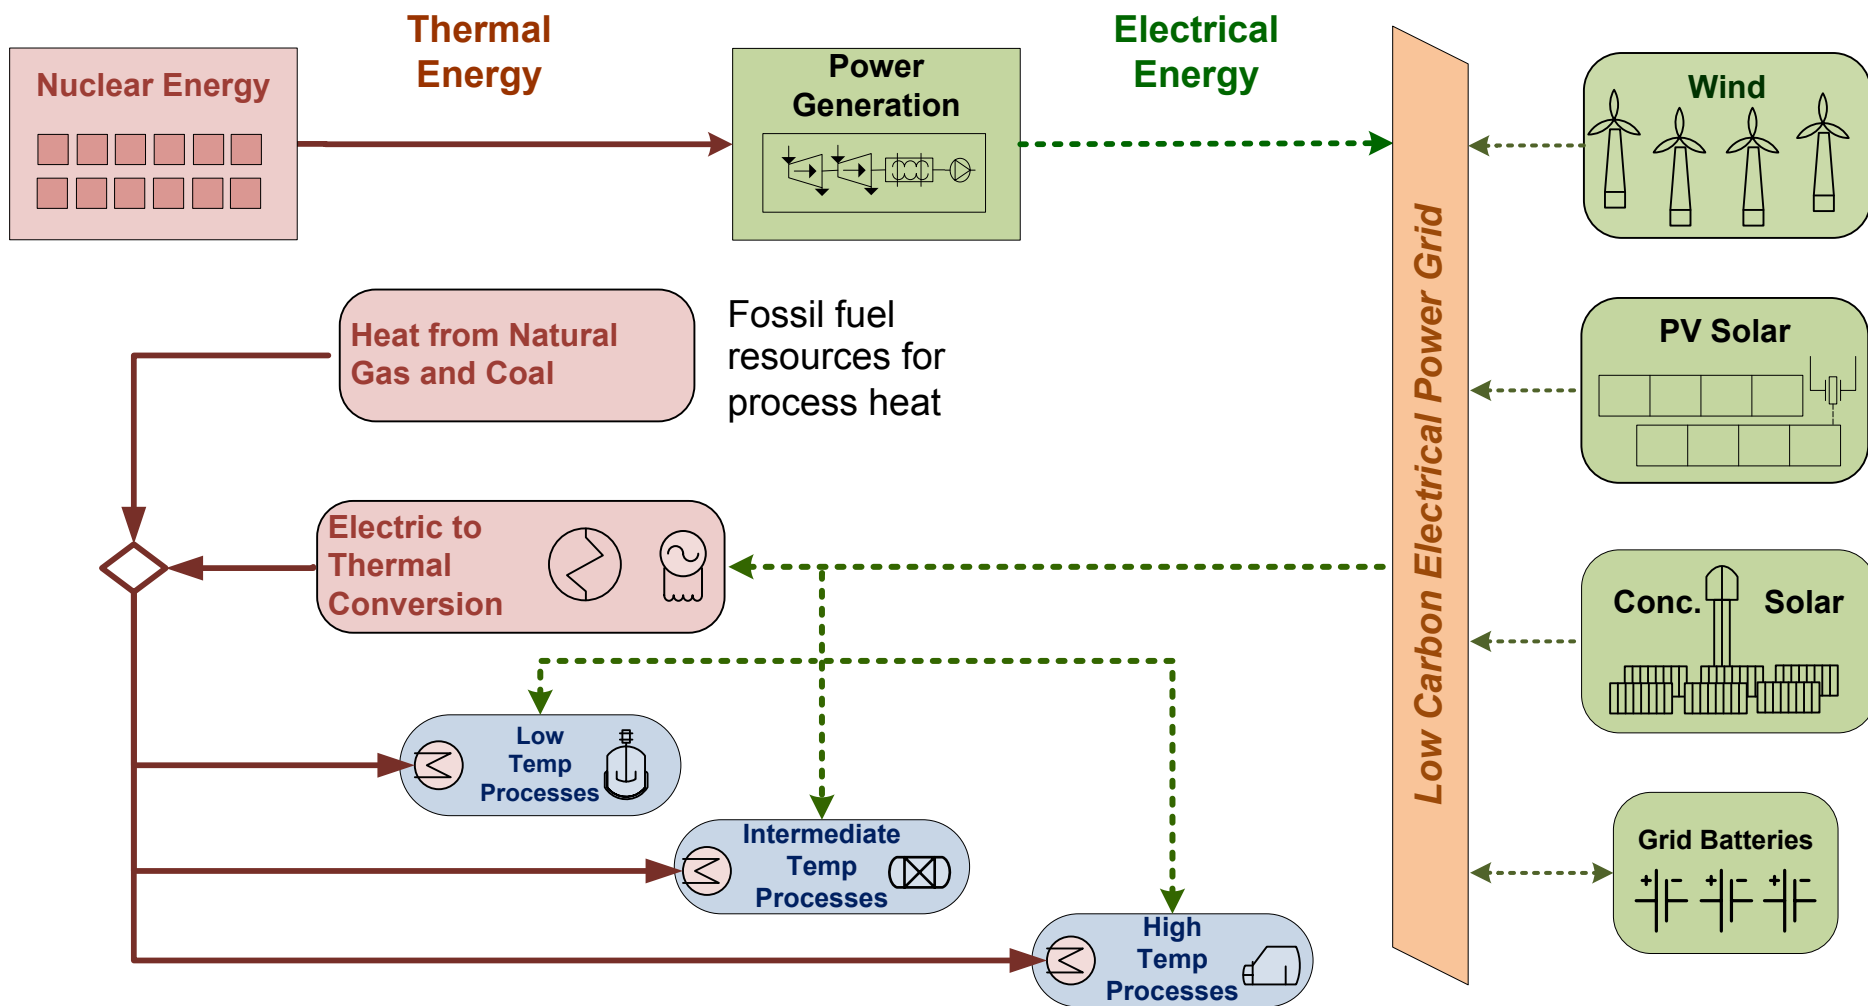 Thermal
Energy
Electrical
Energy
Nuclear Energy
Power
Generation
Wind
Heat from Natural
Gas and Coal
Fossil fuel
resources for
process heat
Low Carbon Electrical Power Grid
PV Solar
Electric to
Thermal
Conversion
Conc. Solar
Low
Temp
Processes
Intermediate
Temp
Processes
Grid Batteries
+ - + - + -
High
Temp
Processes